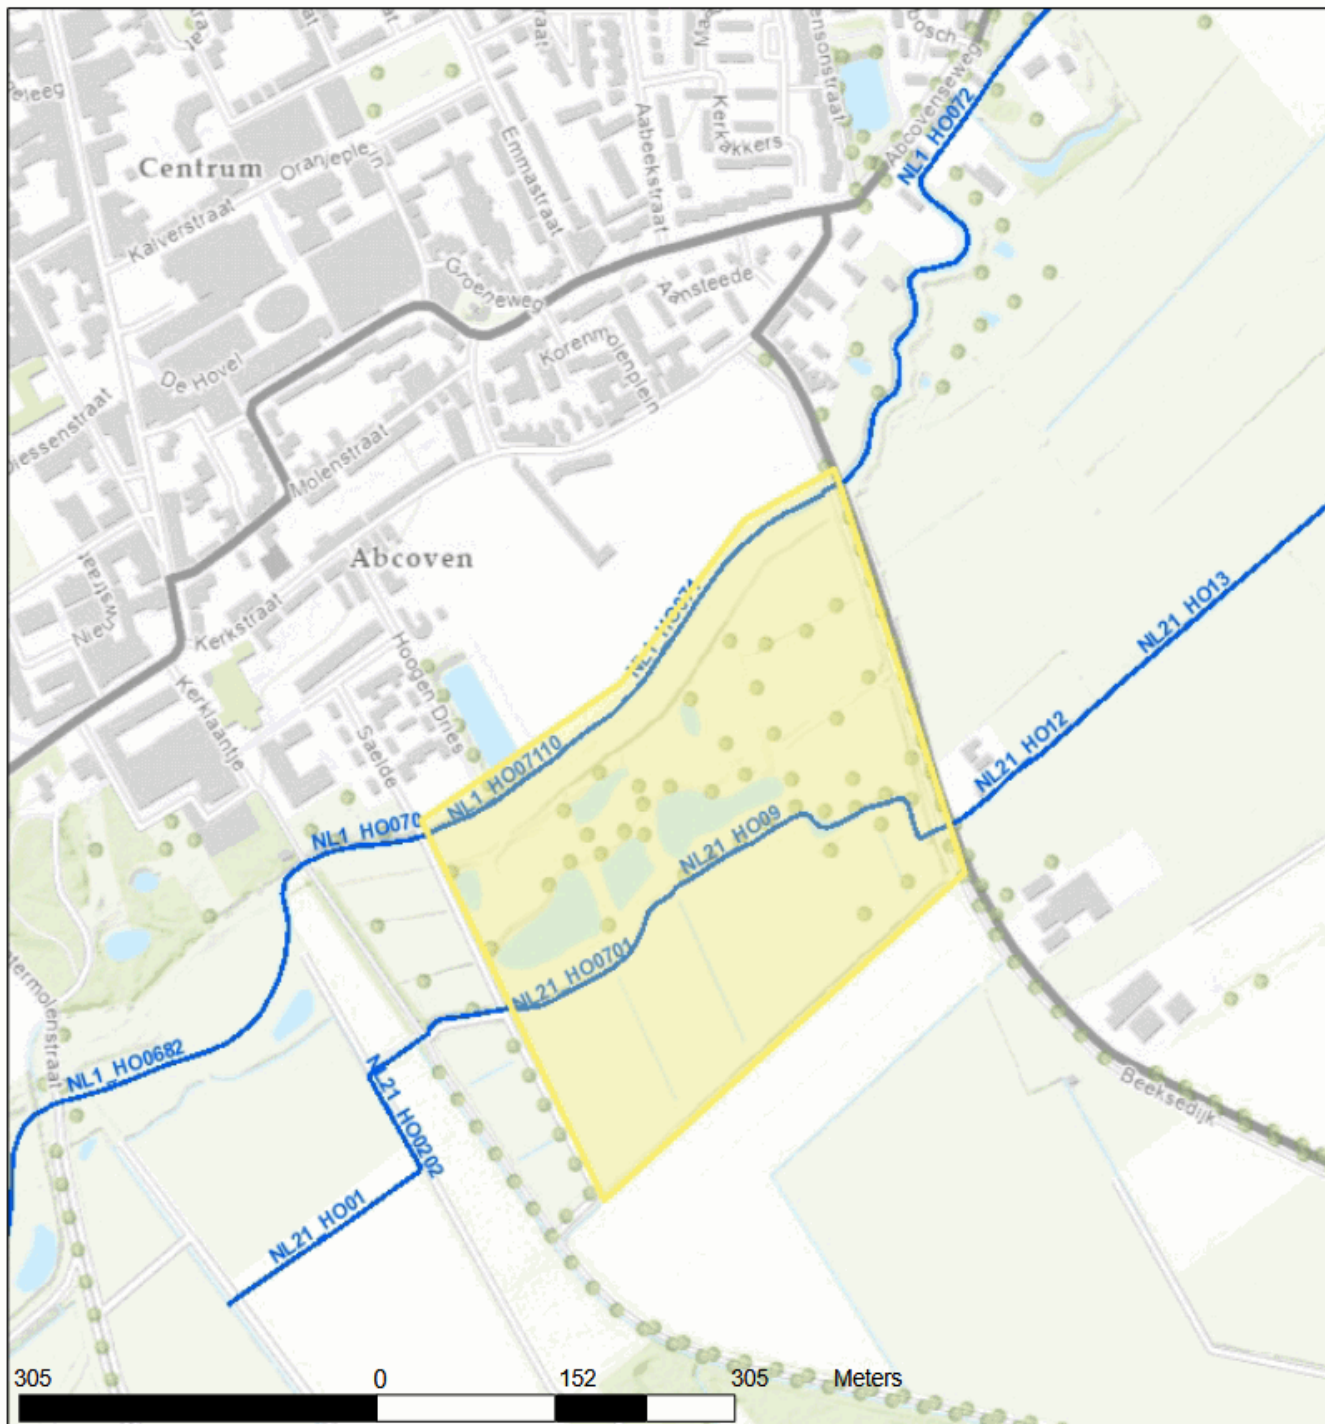 Centrum
Oranjeplein
Kalverstraat
Emmastraat
Aabeekstraat
Kerkakkers
Abcovenseweg
NL1_HO072
Groeneweg
Aansteede
Korenmolenplein
De Hovel
Molenstraat
Abcoven
Kerkstraat
Hoogen Dries
Kerklaantje
Saelde
NL1_HO07110
NL1_HO070
NL21_HO13
NL21_HO12
NL21_HO09
NL21_HO0701
NL1_HO0682
NL21_HO0202
NL21_HO01
Beeksedijk
305 0 152 305 Meters